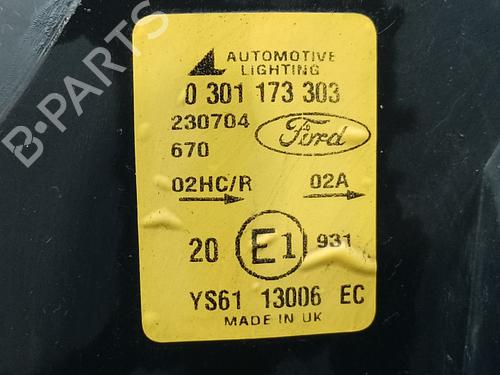 B-PARTS
AUTOMOTIVE
LIGHTING
0 301 173 303
230704
Ford
670
02HC/R 02A
20 E1 931
YS61 13006 EC
MADE IN UK